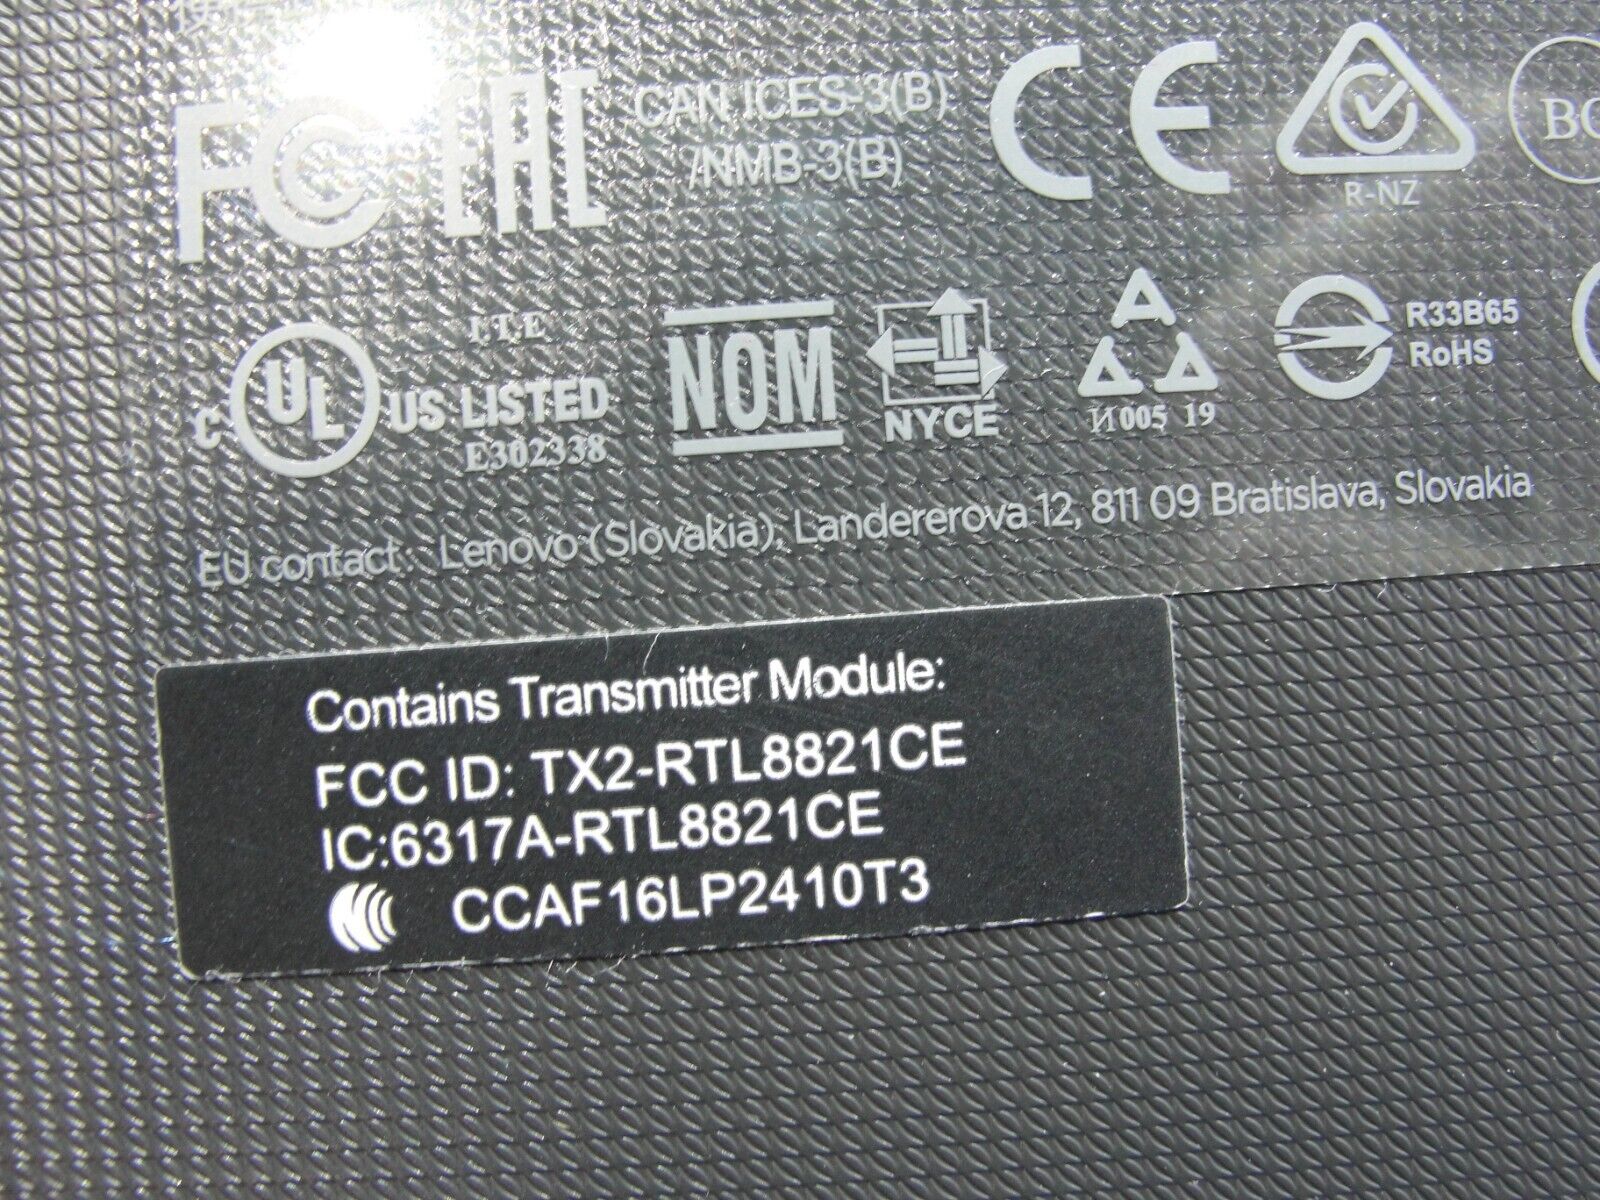 FC EAC CAN ICES-3(B) CE
/NMB-3(B)
R-NZ
I.T.E
c UL US LISTED
E302338
NOM
NYCE
И005 19
R33B65
RoHS
EU contact: Lenovo (Slovakia), Landererova 12, 811 09 Bratislava, Slovakia
Contains Transmitter Module:
FCC ID: TX2-RTL8821CE
IC:6317A-RTL8821CE
CCAF16LP2410T3